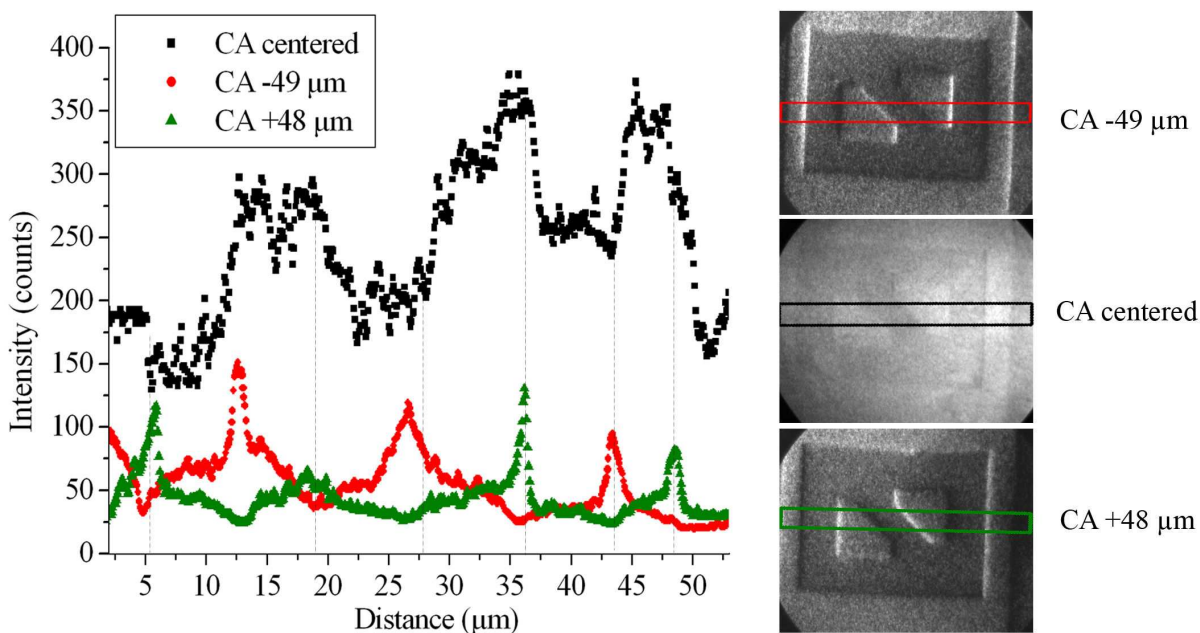 CA centered
CA -49 μm
CA +48 μm
400
350
300
250
200
150
100
50
0
Intensity (counts)
5 10 15 20 25 30 35 40 45 50
Distance (μm)
CA -49 μm
CA centered
CA +48 μm